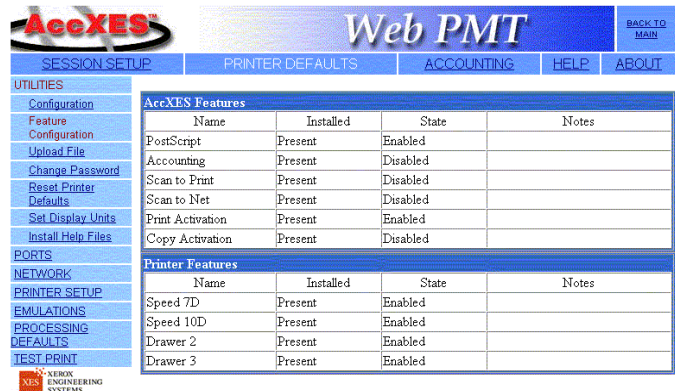 AccXES™ Web PMT BACK TO
MAIN
SESSION SETUP PRINTER DEFAULTS ACCOUNTING HELP ABOUT
UTILITIES
Configuration
Feature
Configuration
Upload File
Change Password
Reset Printer
Defaults
Set Display Units
Install Help Files
PORTS
NETWORK
PRINTER SETUP
EMULATIONS
PROCESSING
DEFAULTS
TEST PRINT
XES XEROX
ENGINEERING
SYSTEMS
AccXES Features
Name Installed State Notes
PostScript Present Enabled
Accounting Present Disabled
Scan to Print Present Disabled
Scan to Net Present Disabled
Print Activation Present Enabled
Copy Activation Present Disabled
Printer Features
Name Installed State Notes
Speed 7D Present Enabled
Speed 10D Present Enabled
Drawer 2 Present Enabled
Drawer 3 Present Enabled